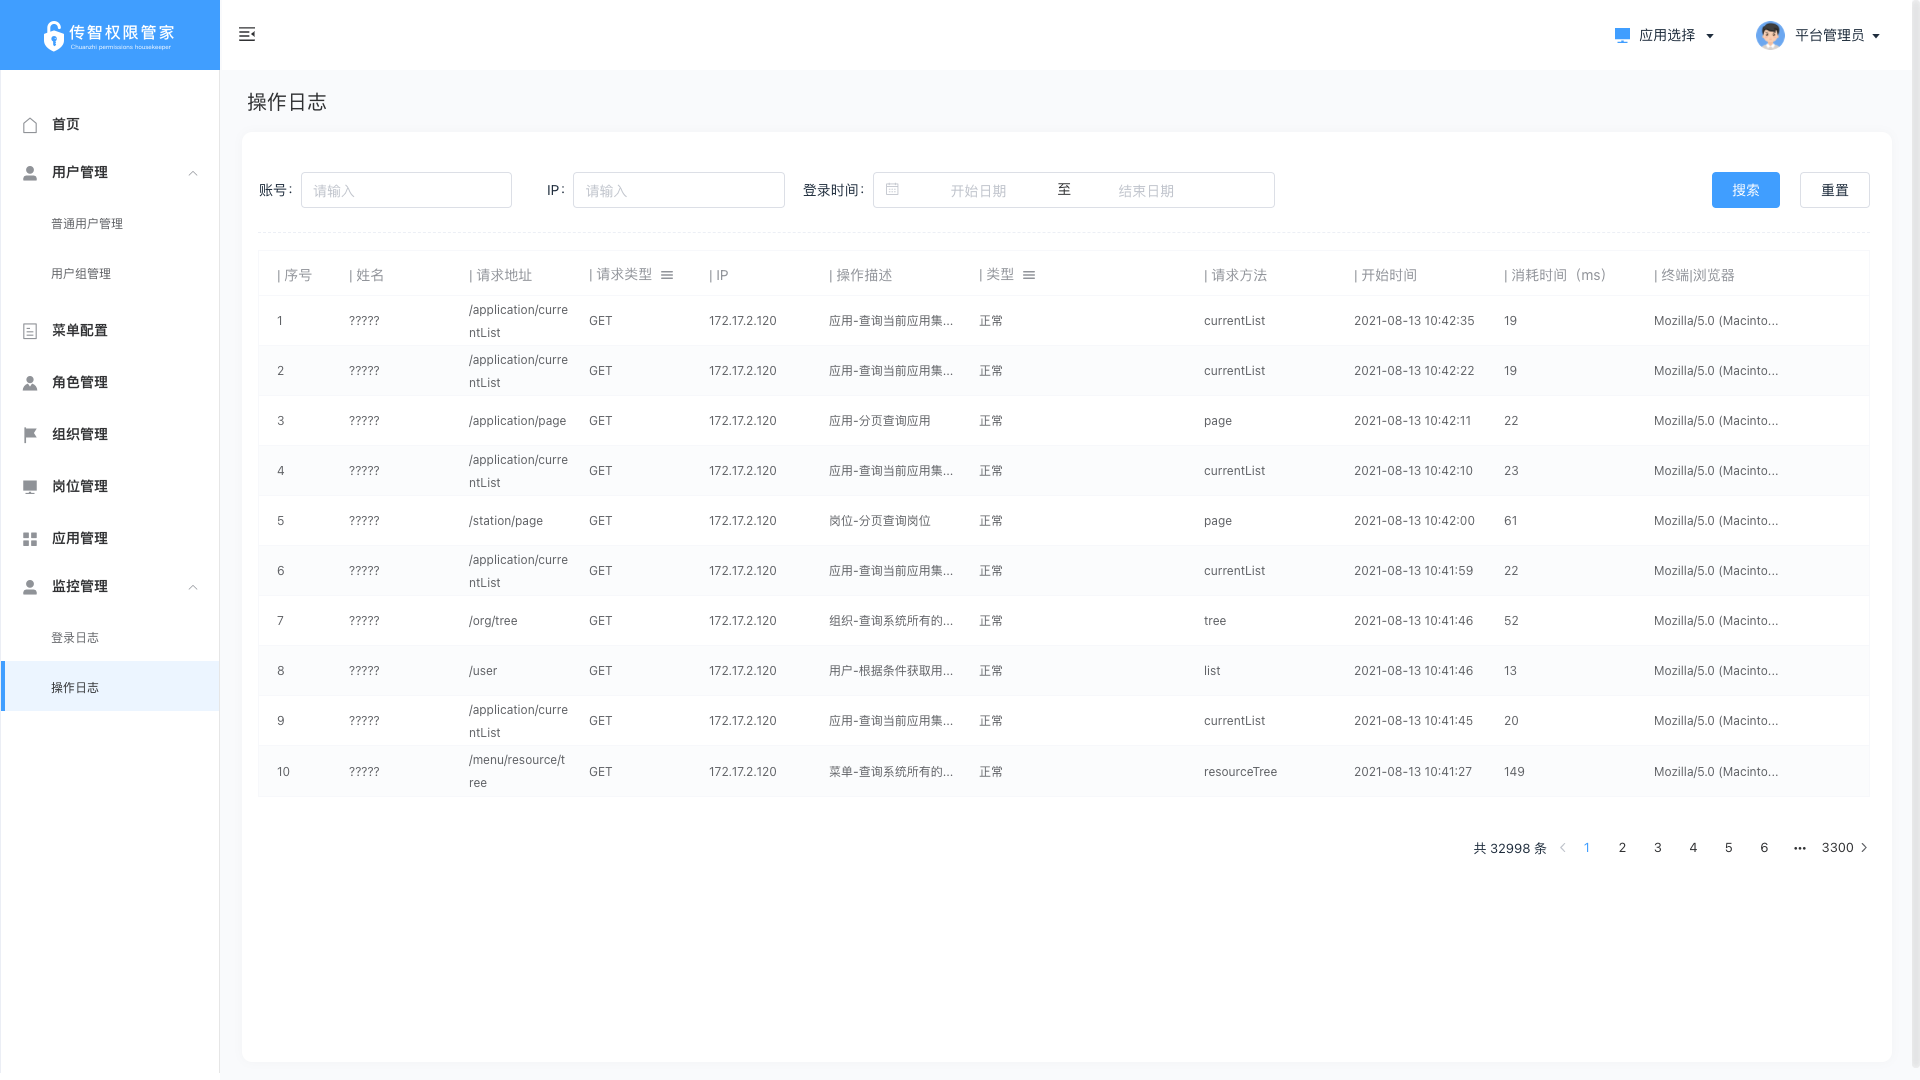 传智权限管家
Chuanzhi permissions housekeeper
应用选择
平台管理员
首页
用户管理
普通用户管理
用户组管理
菜单配置
角色管理
组织管理
岗位管理
应用管理
监控管理
登录日志
操作日志
操作日志
账号: 请输入 IP: 请输入 登录时间: 开始日期 至 结束日期 搜索 重置
| 序号 | 姓名 | 请求地址 | 请求类型 | IP | 操作描述 | 类型 | 请求方法 | 开始时间 | 消耗时间（ms） | 终端|浏览器
1 ????? /application/currentList GET 172.17.2.120 应用-查询当前应用集... 正常 currentList 2021-08-13 10:42:35 19 Mozilla/5.0 (Macinto...
2 ????? /application/currentList GET 172.17.2.120 应用-查询当前应用集... 正常 currentList 2021-08-13 10:42:22 19 Mozilla/5.0 (Macinto...
3 ????? /application/page GET 172.17.2.120 应用-分页查询应用 正常 page 2021-08-13 10:42:11 22 Mozilla/5.0 (Macinto...
4 ????? /application/currentList GET 172.17.2.120 应用-查询当前应用集... 正常 currentList 2021-08-13 10:42:10 23 Mozilla/5.0 (Macinto...
5 ????? /station/page GET 172.17.2.120 岗位-分页查询岗位 正常 page 2021-08-13 10:42:00 61 Mozilla/5.0 (Macinto...
6 ????? /application/currentList GET 172.17.2.120 应用-查询当前应用集... 正常 currentList 2021-08-13 10:41:59 22 Mozilla/5.0 (Macinto...
7 ????? /org/tree GET 172.17.2.120 组织-查询系统所有的... 正常 tree 2021-08-13 10:41:46 52 Mozilla/5.0 (Macinto...
8 ????? /user GET 172.17.2.120 用户-根据条件获取用... 正常 list 2021-08-13 10:41:46 13 Mozilla/5.0 (Macinto...
9 ????? /application/currentList GET 172.17.2.120 应用-查询当前应用集... 正常 currentList 2021-08-13 10:41:45 20 Mozilla/5.0 (Macinto...
10 ????? /menu/resource/tree GET 172.17.2.120 菜单-查询系统所有的... 正常 resourceTree 2021-08-13 10:41:27 149 Mozilla/5.0 (Macinto...
共 32998 条 1 2 3 4 5 6 ••• 3300